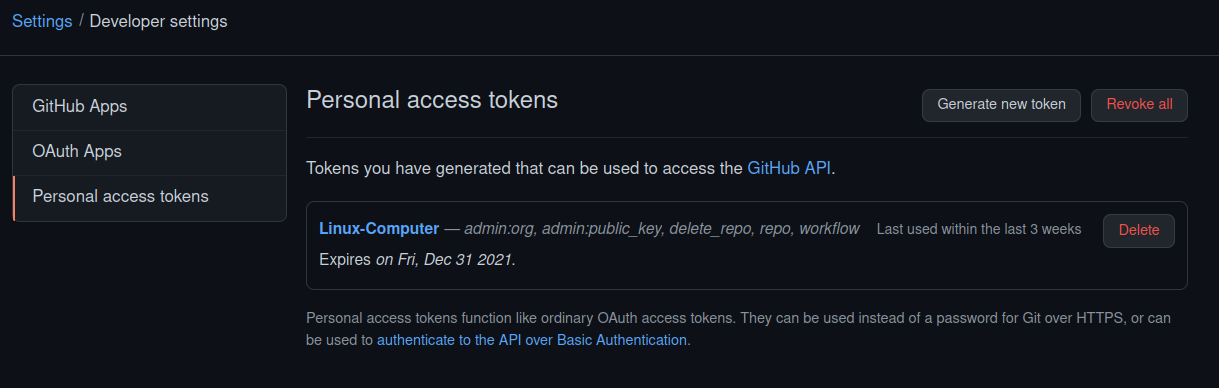 Settings / Developer settings
GitHub Apps
OAuth Apps
Personal access tokens
Personal access tokens
Generate new token
Revoke all
Tokens you have generated that can be used to access the GitHub API.
Linux-Computer — admin:org, admin:public_key, delete_repo, repo, workflow
Last used within the last 3 weeks
Delete
Expires on Fri, Dec 31 2021.
Personal access tokens function like ordinary OAuth access tokens. They can be used instead of a password for Git over HTTPS, or can
be used to authenticate to the API over Basic Authentication.